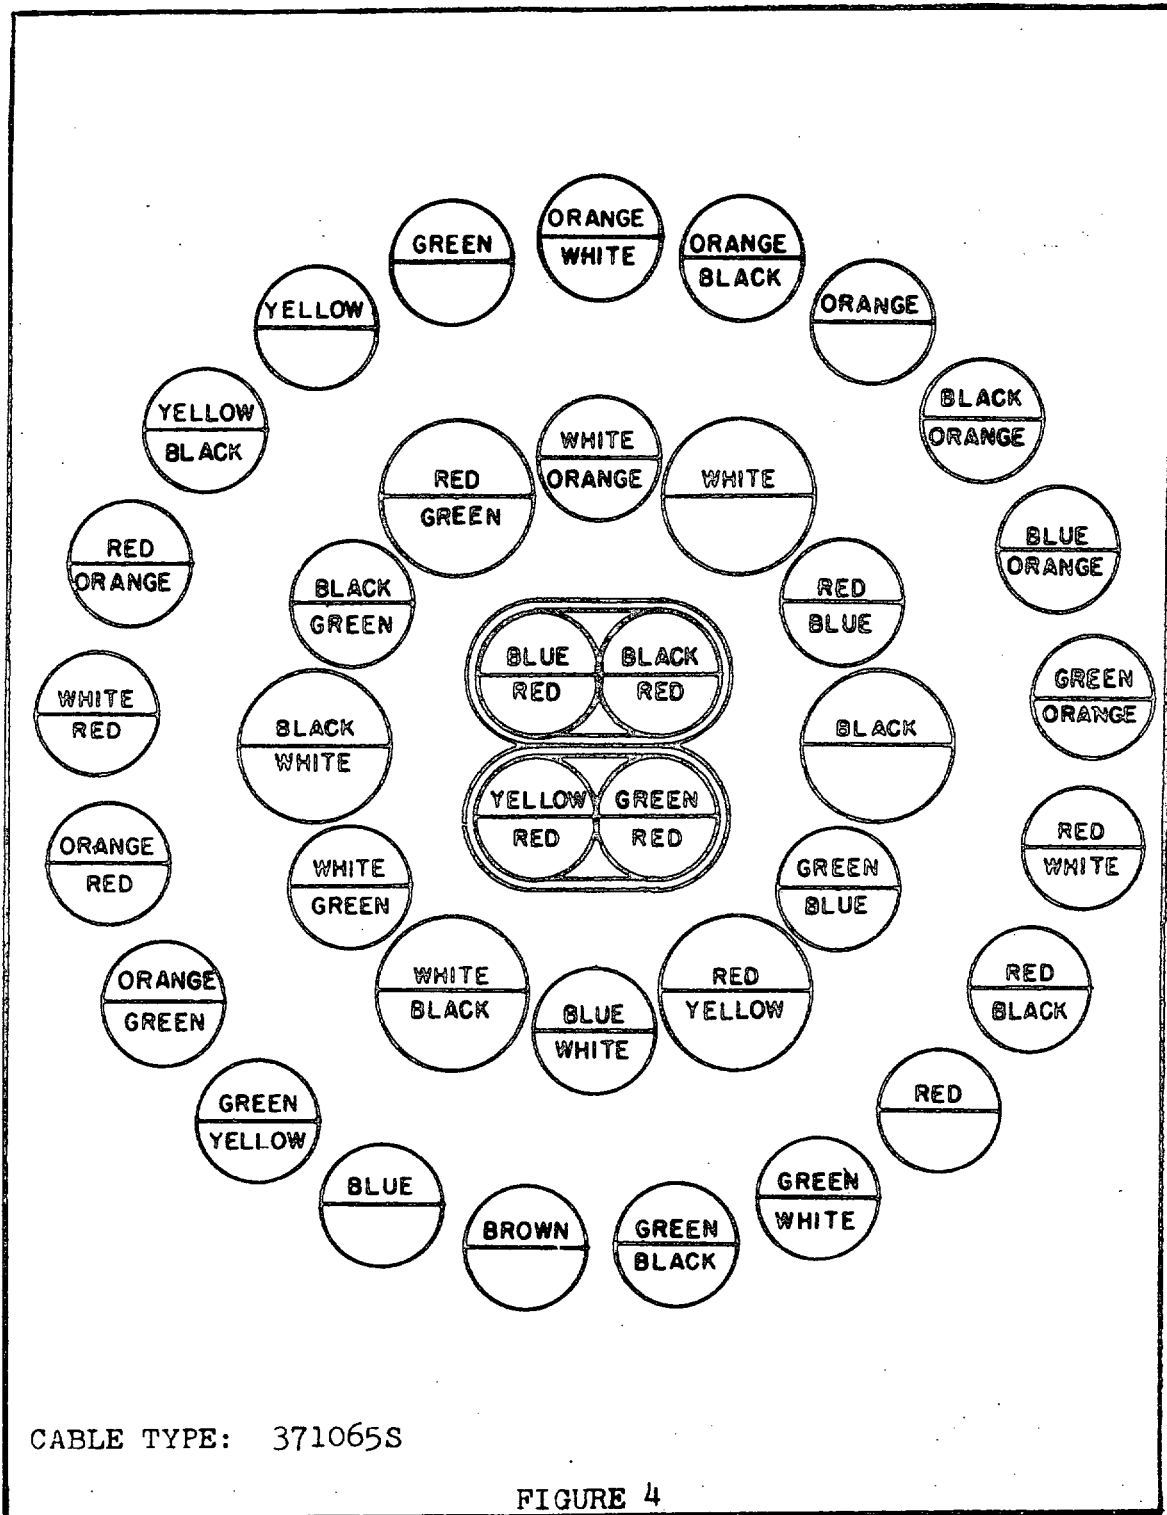 ORANGE
WHITE
GREEN
ORANGE
BLACK
YELLOW
ORANGE
YELLOW
BLACK
BLACK
ORANGE
WHITE
ORANGE
RED
GREEN
WHITE
RED
ORANGE
BLUE
ORANGE
BLACK
GREEN
RED
BLUE
BLUE
RED
BLACK
RED
WHITE
RED
GREEN
ORANGE
BLACK
WHITE
BLACK
YELLOW
RED
GREEN
RED
ORANGE
RED
RED
WHITE
WHITE
GREEN
GREEN
BLUE
ORANGE
GREEN
WHITE
BLACK
RED
YELLOW
RED
BLACK
BLUE
WHITE
GREEN
YELLOW
RED
BLUE
GREEN
WHITE
BROWN
GREEN
BLACK
CABLE TYPE: 371065S
FIGURE 4